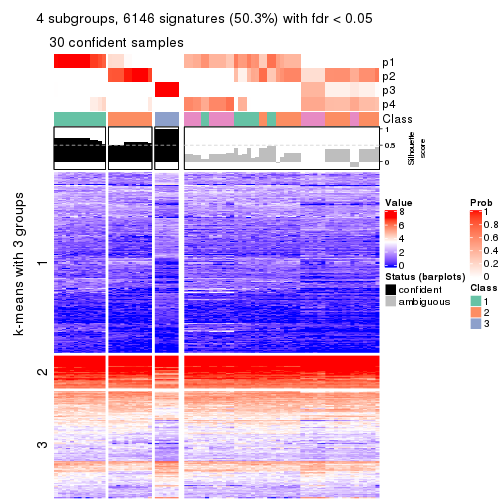 4 subgroups, 6146 signatures (50.3%) with fdr < 0.05
30 confident samples
p1
p2
p3
p4
Class
1
0.5
0
Silhouette
score
k-means with 3 groups
1
2
3
Value
8
6
4
2
0
Status (barplots)
confident
ambiguous
Prob
1
0.8
0.6
0.4
0.2
0
Class
1
2
3